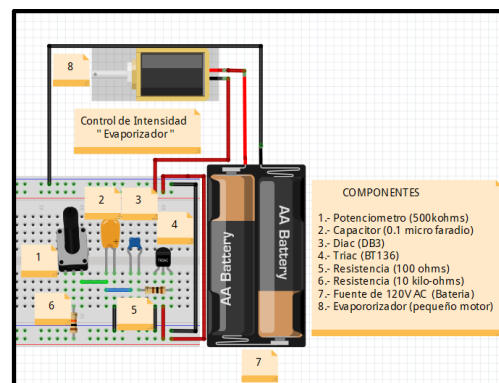 8
Control de Intensidad
" Evaporizador "
2
3
4
1
6
5
AA Battery
AA Battery
TRIAC
7
COMPONENTES
1.- Potenciometro (500kohms)
2.- Capacitor (0.1 micro faradio)
3.- Diac (DB3)
4.- Triac (BT136)
5.- Resistencia (100 ohms)
6.- Resistencia (10 kilo-ohms)
7.- Fuente de 120V AC (Bateria)
8.- Evapororizador (pequeño motor)